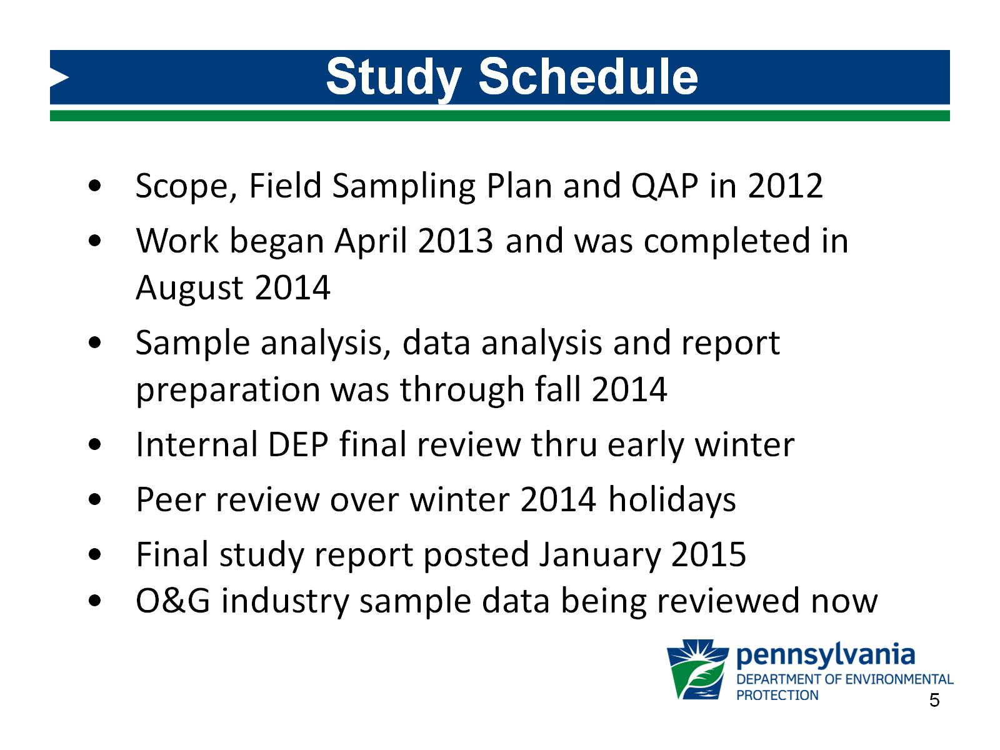 Study Schedule
• Scope, Field Sampling Plan and QAP in 2012
• Work began April 2013 and was completed in
August 2014
• Sample analysis, data analysis and report
preparation was through fall 2014
• Internal DEP final review thru early winter
• Peer review over winter 2014 holidays
• Final study report posted January 2015
• O&G industry sample data being reviewed now
pennsylvania
DEPARTMENT OF ENVIRONMENTAL
PROTECTION
5